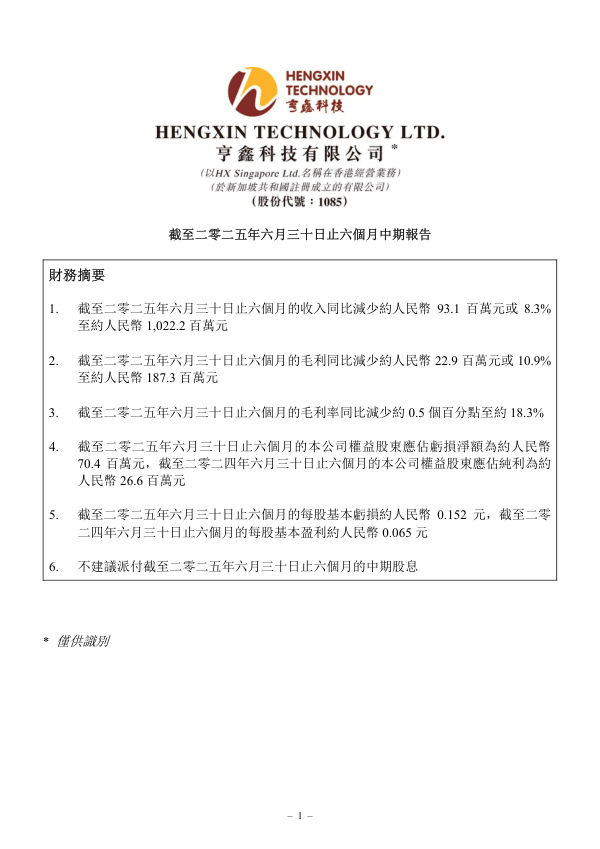 HENGXIN
TECHNOLOGY
亨鑫科技
HENGXIN TECHNOLOGY LTD.
亨鑫科技有限公司*
(以HX Singapore Ltd.名稱在香港經營業務)
(於新加坡共和國註冊成立的有限公司)
(股份代號：1085)
截至二零二五年六月三十日止六個月中期報告
財務摘要
1. 截至二零二五年六月三十日止六個月的收入同比減少約人民幣 93.1 百萬元或 8.3%
至約人民幣 1,022.2 百萬元
2. 截至二零二五年六月三十日止六個月的毛利同比減少約人民幣 22.9 百萬元或 10.9%
至約人民幣 187.3 百萬元
3. 截至二零二五年六月三十日止六個月的毛利率同比減少約 0.5 個百分點至約 18.3%
4. 截至二零二五年六月三十日止六個月的本公司權益股東應佔虧損淨額為約人民幣
70.4 百萬元，截至二零二四年六月三十日止六個月的本公司權益股東應佔純利為約
人民幣 26.6 百萬元
5. 截至二零二五年六月三十日止六個月的每股基本虧損約人民幣 0.152 元，截至二零
二四年六月三十日止六個月的每股基本盈利約人民幣 0.065 元
6. 不建議派付截至二零二五年六月三十日止六個月的中期股息
* 僅供識別
– 1 –